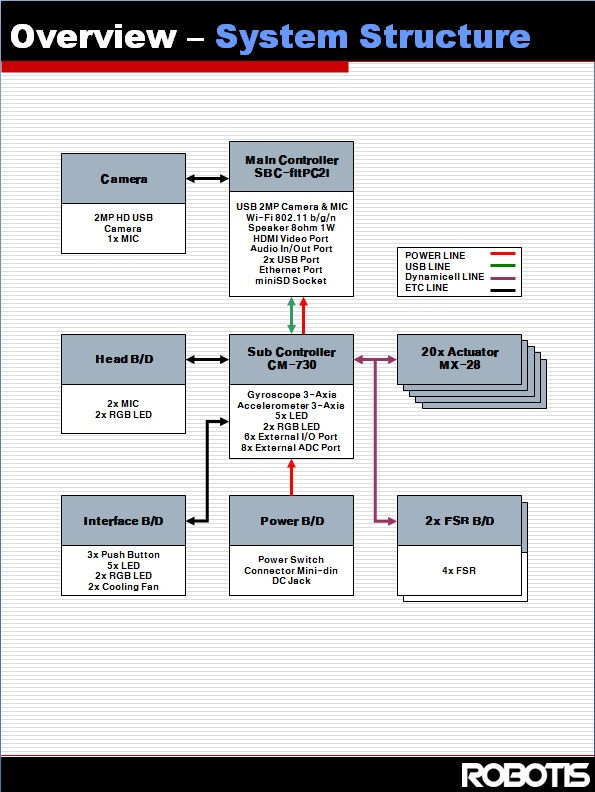 Overview – System Structure
Camera
2MP HD USB
Camera
1x MIC
Main Controller
SBC-fitPC2i
USB 2MP Camera & MIC
Wi-Fi 802.11 b/g/n
Speaker 8ohm 1W
HDMI Video Port
Audio In/Out Port
2x USB Port
Ethernet Port
miniSD Socket
POWER LINE
USB LINE
Dynamicell LINE
ETC LINE
Head B/D
2x MIC
2x RGB LED
Sub Controller
CM-730
Gyroscope 3-Axis
Accelerometer 3-Axis
5x LED
2x RGB LED
6x External I/O Port
8x External ADC Port
20x Actuator
MX-28
Interface B/D
3x Push Button
5x LED
2x RGB LED
2x Cooling Fan
Power B/D
Power Switch
Connector Mini-din
DC Jack
2x FSR B/D
4x FSR
ROBOTIS